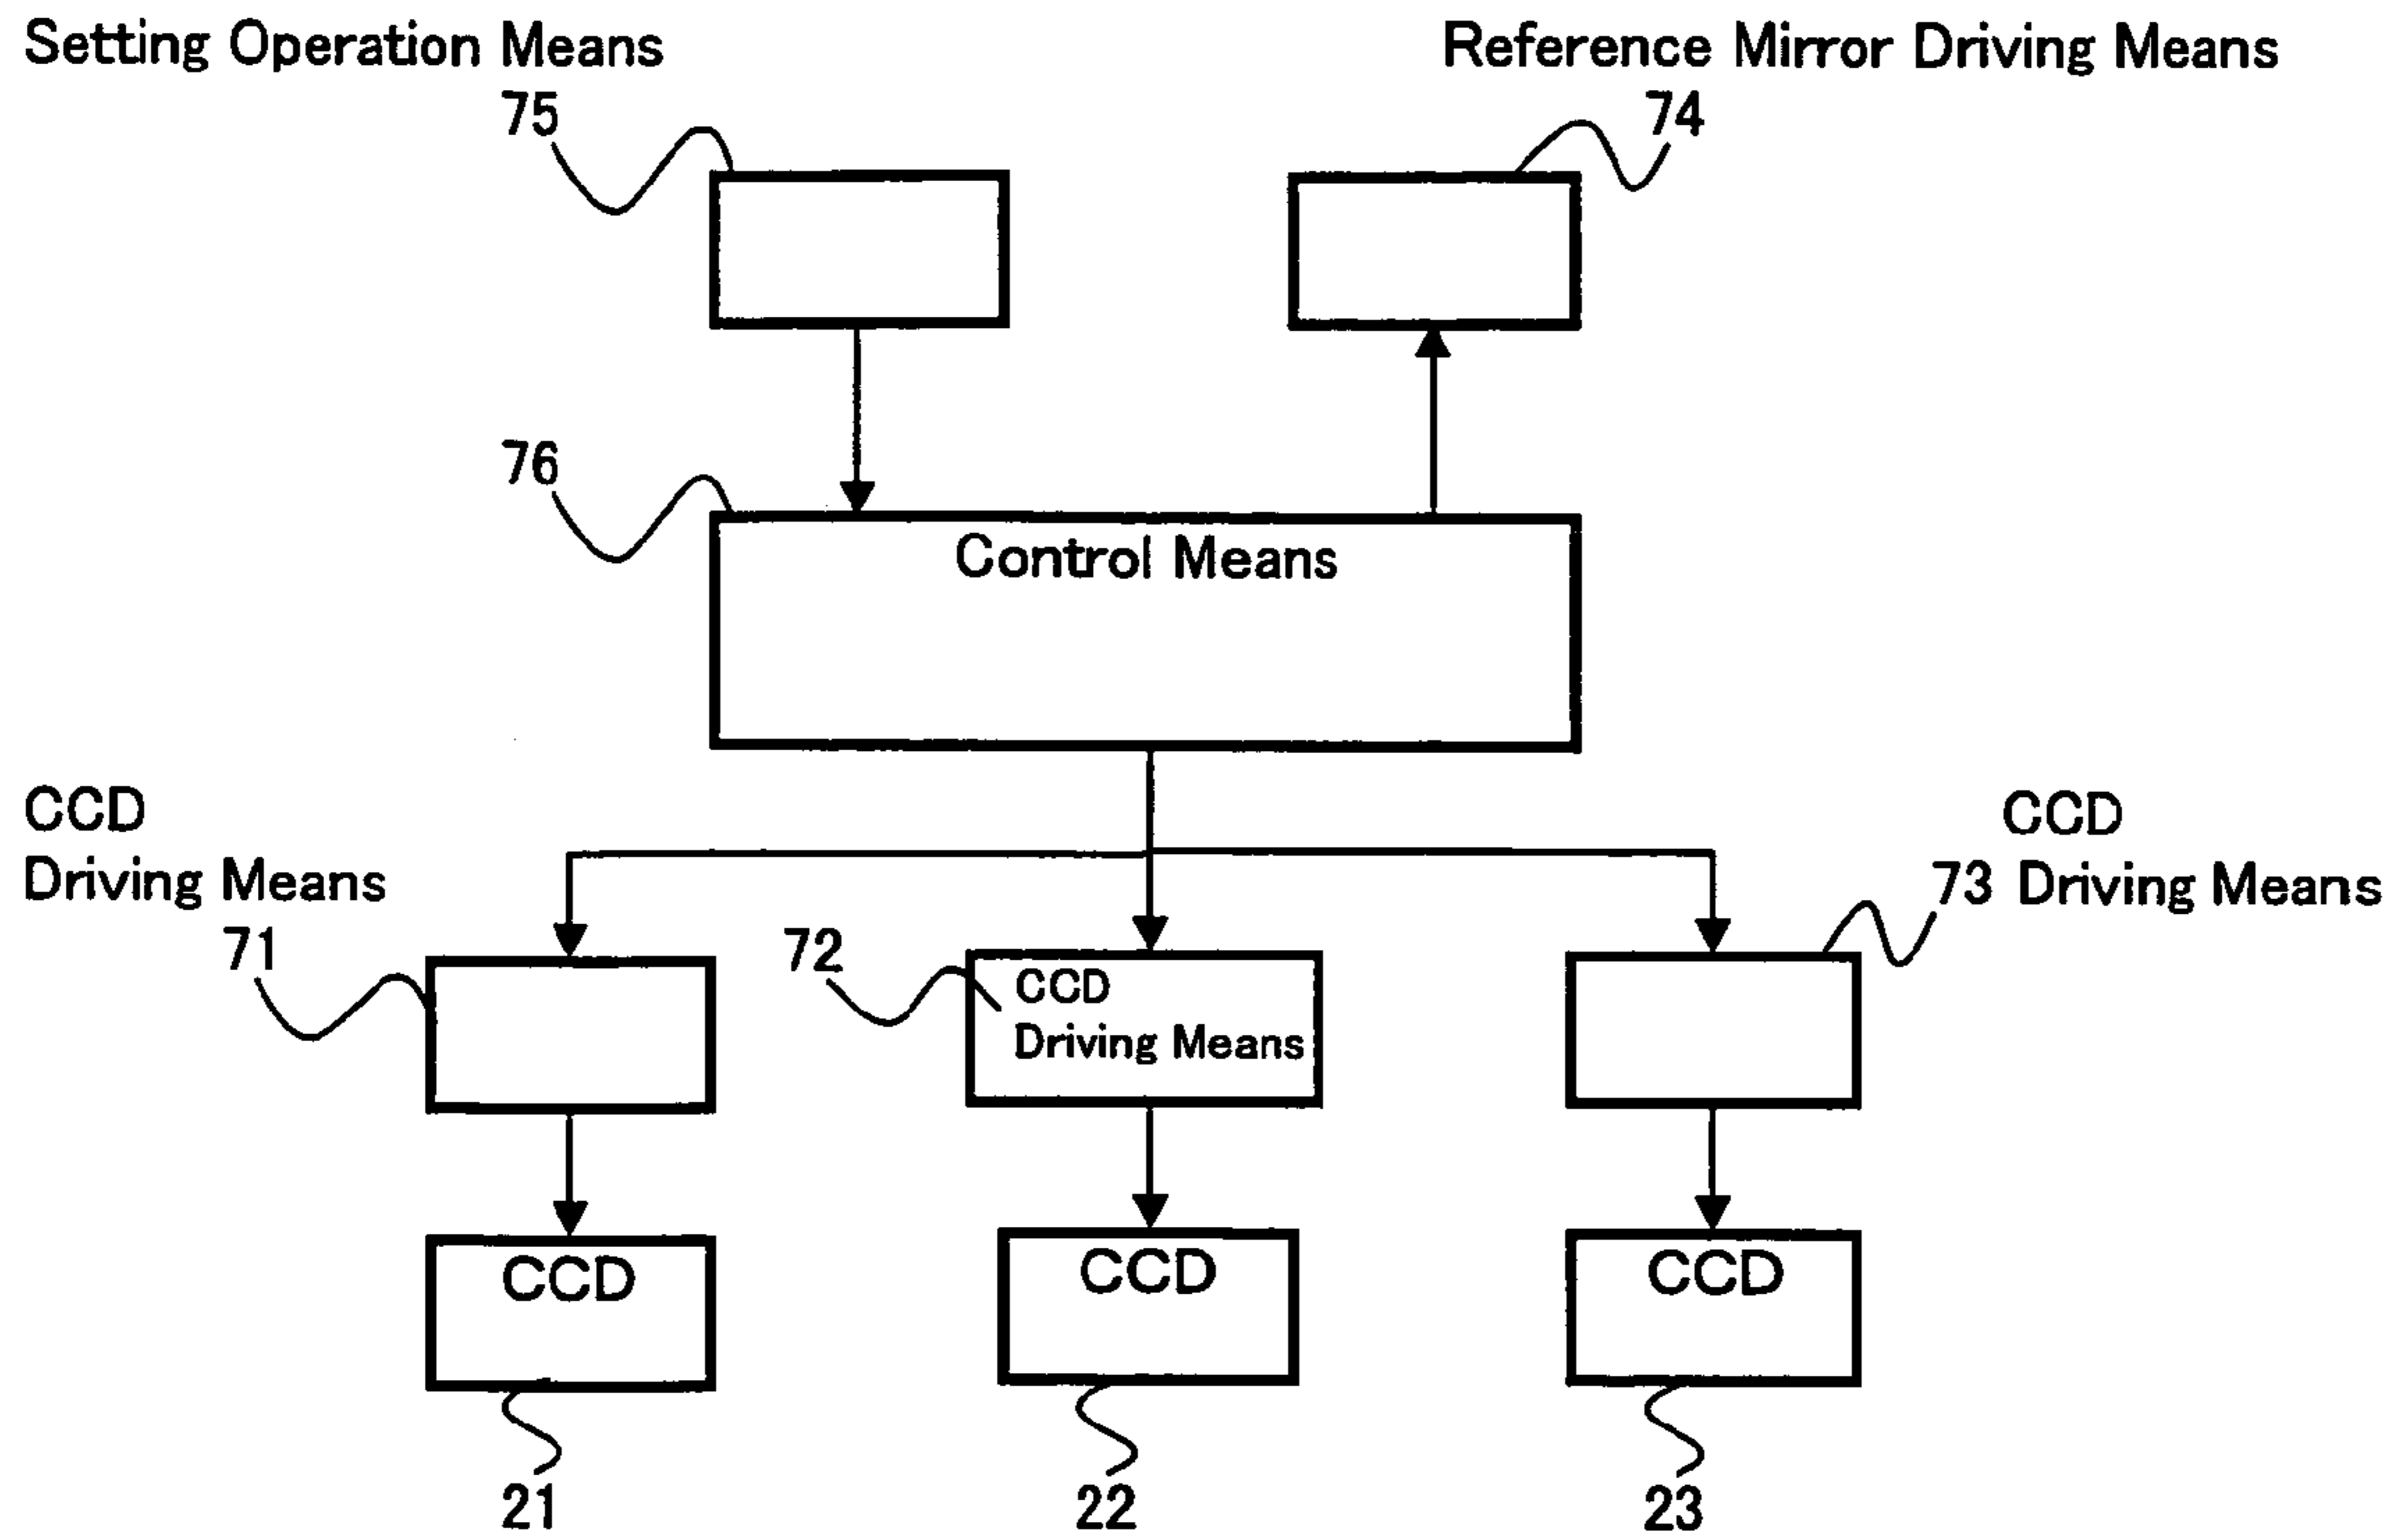 Setting Operation Means
Reference Mirror Driving Means
75
74
76
Control Means
CCD
Driving Means
CCD
73 Driving Means
71
72
CCD
Driving Means
CCD
CCD
CCD
21
22
23